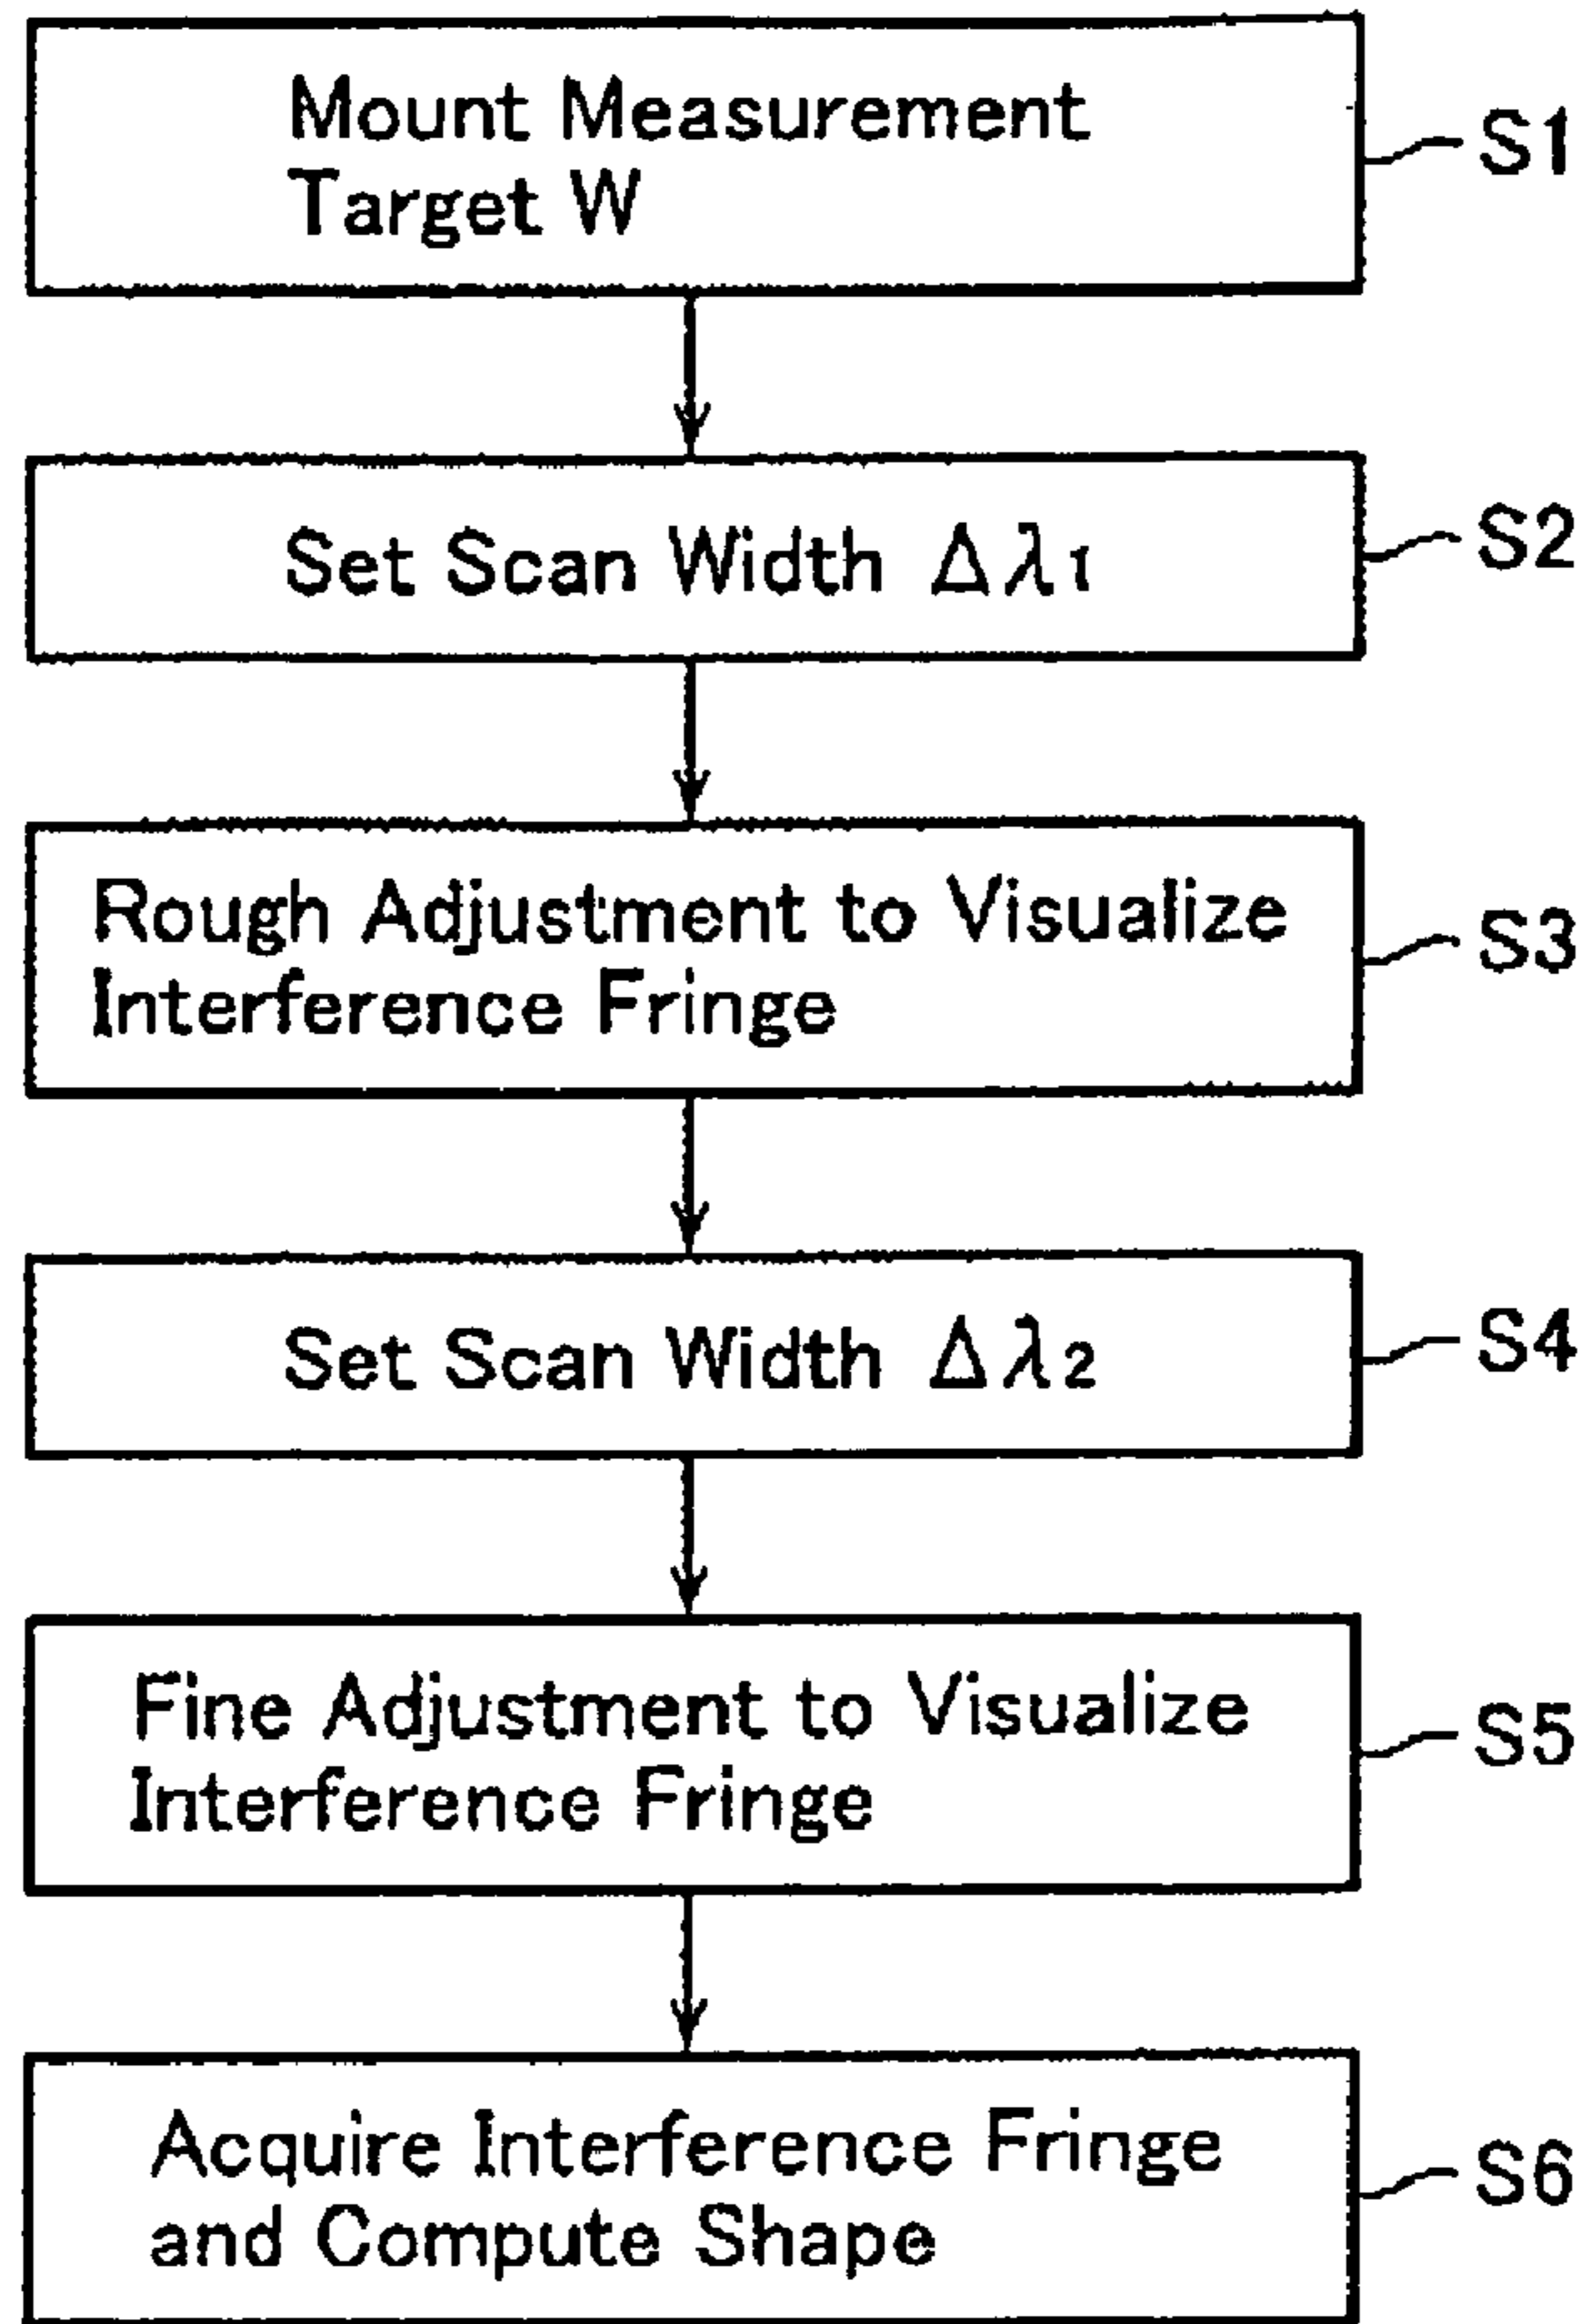 Mount Measurement
Target W
S1
Set Scan Width Δλ1
S2
Rough Adjustment to Visualize
Interference Fringe
S3
Set Scan Width Δλ2
S4
Fine Adjustment to Visualize
Interference Fringe
S5
Acquire Interference Fringe
and Compute Shape
S6